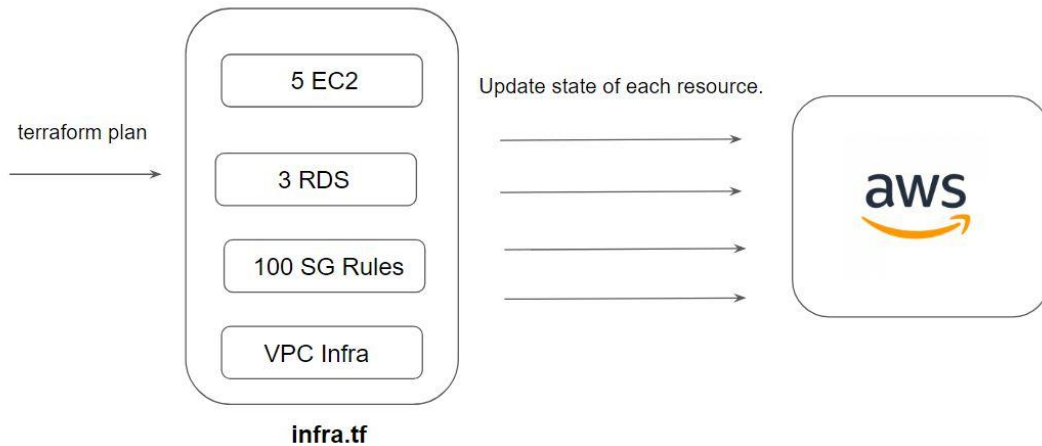 terraform plan
5 EC2
3 RDS
100 SG Rules
VPC Infra
infra.tf
Update state of each resource.
aws